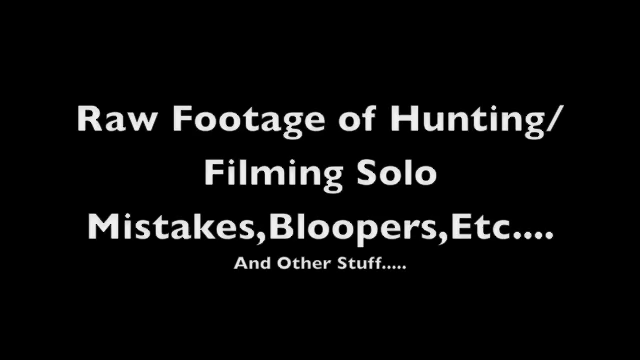 Raw Footage of Hunting/
Filming Solo
Mistakes,Bloopers,Etc....
And Other Stuff.....